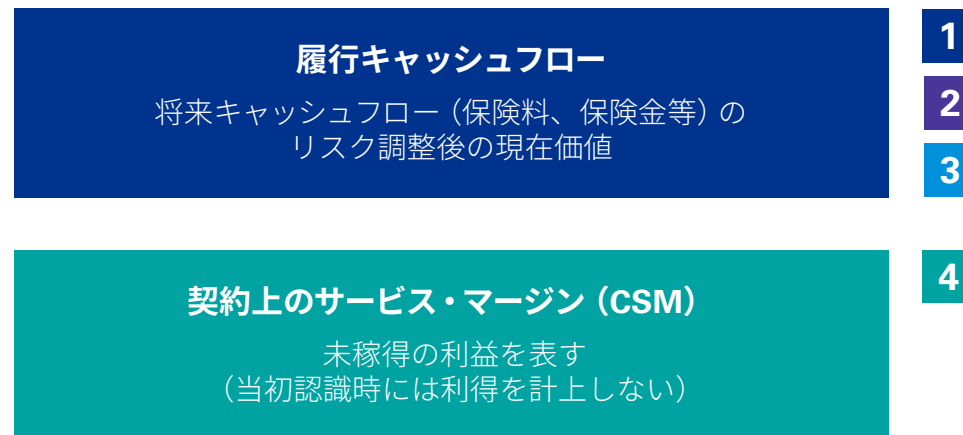 履行キャッシュフロー
将来キャッシュフロー（保険料、保険金等）の
リスク調整後の現在価値
1
2
3
契約上のサービス・マージン（CSM）
未稼得の利益を表す
（当初認識時には利得を計上しない）
4